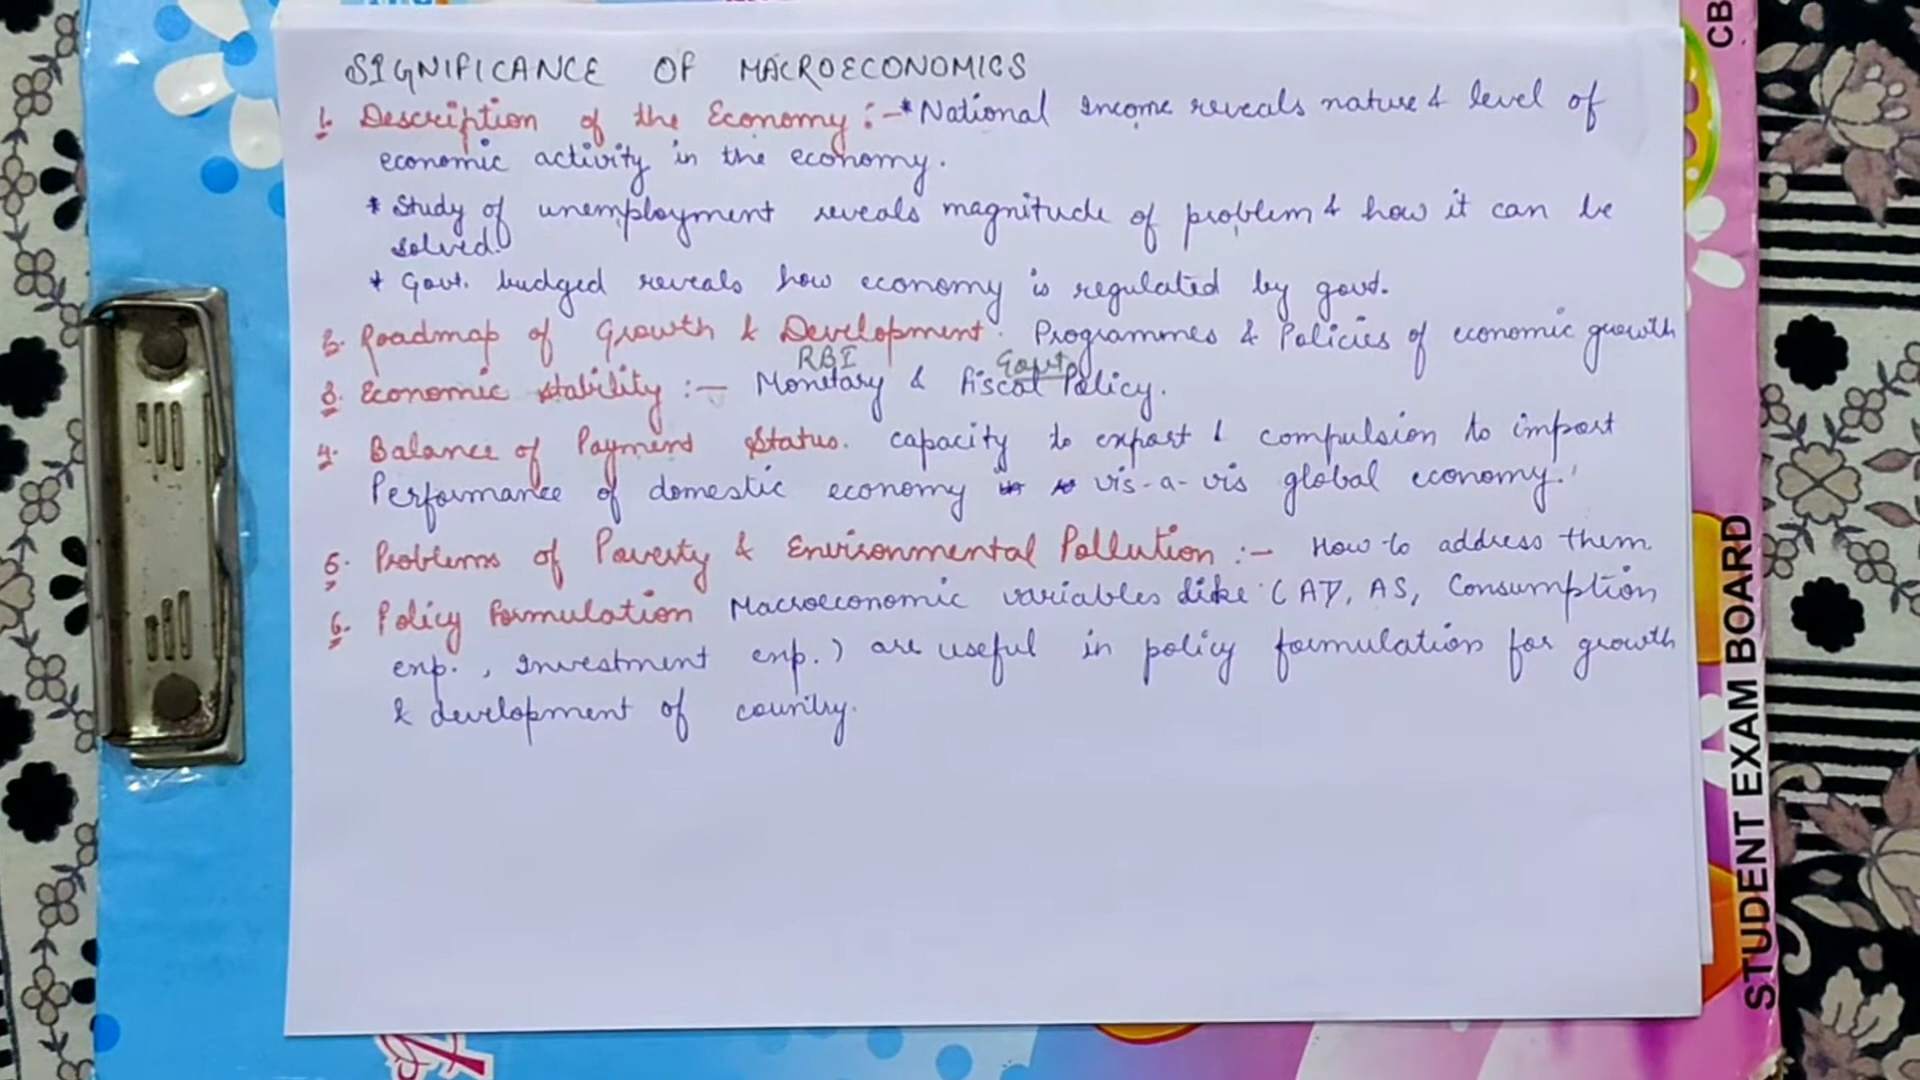 SIGNIFICANCE OF MACROECONOMICS
1. Description of the Economy :- * National Income reveals nature & level of
economic activity in the economy.
* Study of unemployment reveals magnitude of problem & how it can be
solved.
* Govt. budged reveals how economy is regulated by govt.
2. Roadmap of Growth & Development. Programmes & Policies of economic growth
RBI Govt.
3. Economic stability :- Monetary & fiscal Policy.
4. Balance of Payment Status. capacity to export & compulsion to import
Performance of domestic economy vis-a-vis global economy.
5. Problems of Poverty & Environmental Pollution :- How to address them
6. Policy formulation Macroeconomic variables like (AD, AS, Consumption
exp., Investment exp.) are useful in policy formulation for growth
& development of country.
STUDENT EXAM BOARD
CB